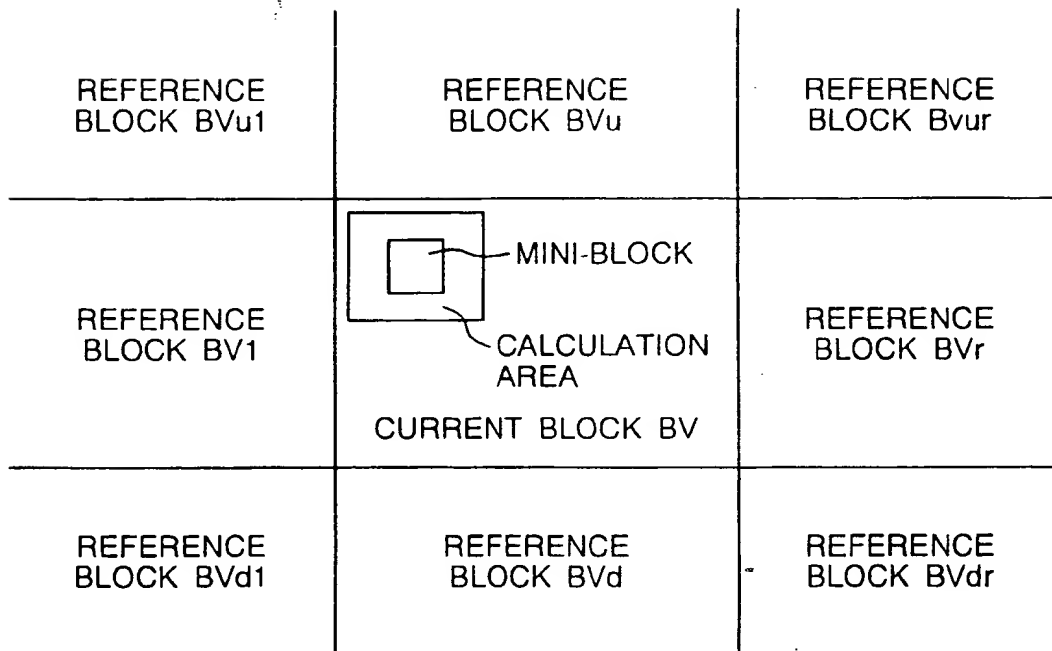 REFERENCE
BLOCK BVu1
REFERENCE
BLOCK BVu
REFERENCE
BLOCK Bvur
REFERENCE
BLOCK BV1
MINI-BLOCK
CALCULATION
AREA
CURRENT BLOCK BV
REFERENCE
BLOCK BVr
REFERENCE
BLOCK BVd1
REFERENCE
BLOCK BVd
REFERENCE
BLOCK BVdr